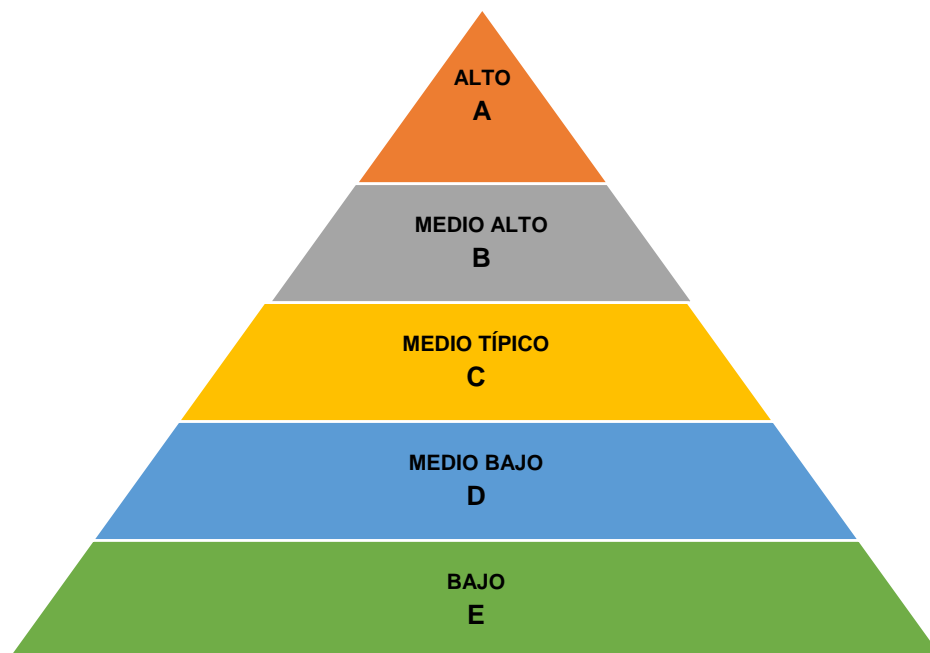 ALTO
A
MEDIO ALTO
B
MEDIO TÍPICO
C
MEDIO BAJO
D
BAJO
E